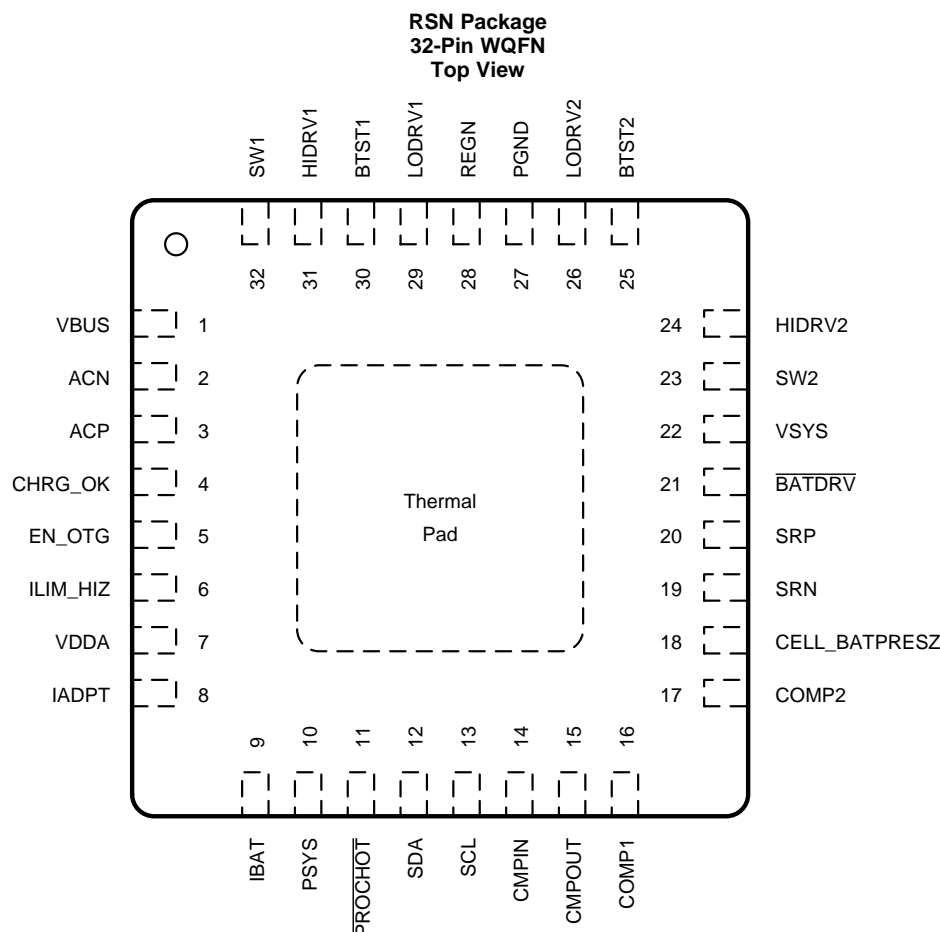 RSN Package
32-Pin WQFN
Top View
SW1
HIDRV1
BTST1
LODRV1
REGN
PGND
LODRV2
BTST2
32
31
30
29
28
27
26
25
VBUS 1
ACN 2
ACP 3
CHRG_OK 4
EN_OTG 5
ILIM_HIZ 6
VDDA 7
IADPT 8
Thermal
Pad
24 HIDRV2
23 SW2
22 VSYS
21 BATDRV
20 SRP
19 SRN
18 CELL_BATPRESZ
17 COMP2
9
10
11
12
13
14
15
16
IBAT
PSYS
PROCHOT
SDA
SCL
CMPIN
CMPOUT
COMP1